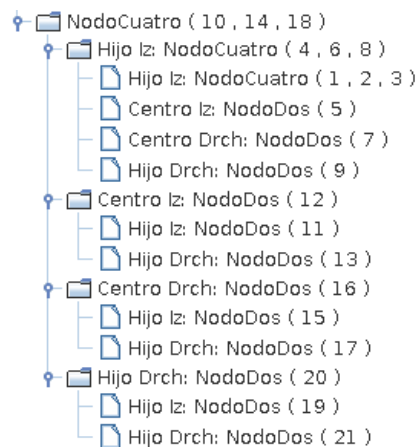 NodoCuatro ( 10 , 14 , 18 )
Hijo Iz: NodoCuatro ( 4 , 6 , 8 )
Hijo Iz: NodoCuatro ( 1 , 2 , 3 )
Centro Iz: NodoDos ( 5 )
Centro Drch: NodoDos ( 7 )
Hijo Drch: NodoDos ( 9 )
Centro Iz: NodoDos ( 12 )
Hijo Iz: NodoDos ( 11 )
Hijo Drch: NodoDos ( 13 )
Centro Drch: NodoDos ( 16 )
Hijo Iz: NodoDos ( 15 )
Hijo Drch: NodoDos ( 17 )
Hijo Drch: NodoDos ( 20 )
Hijo Iz: NodoDos ( 19 )
Hijo Drch: NodoDos ( 21 )